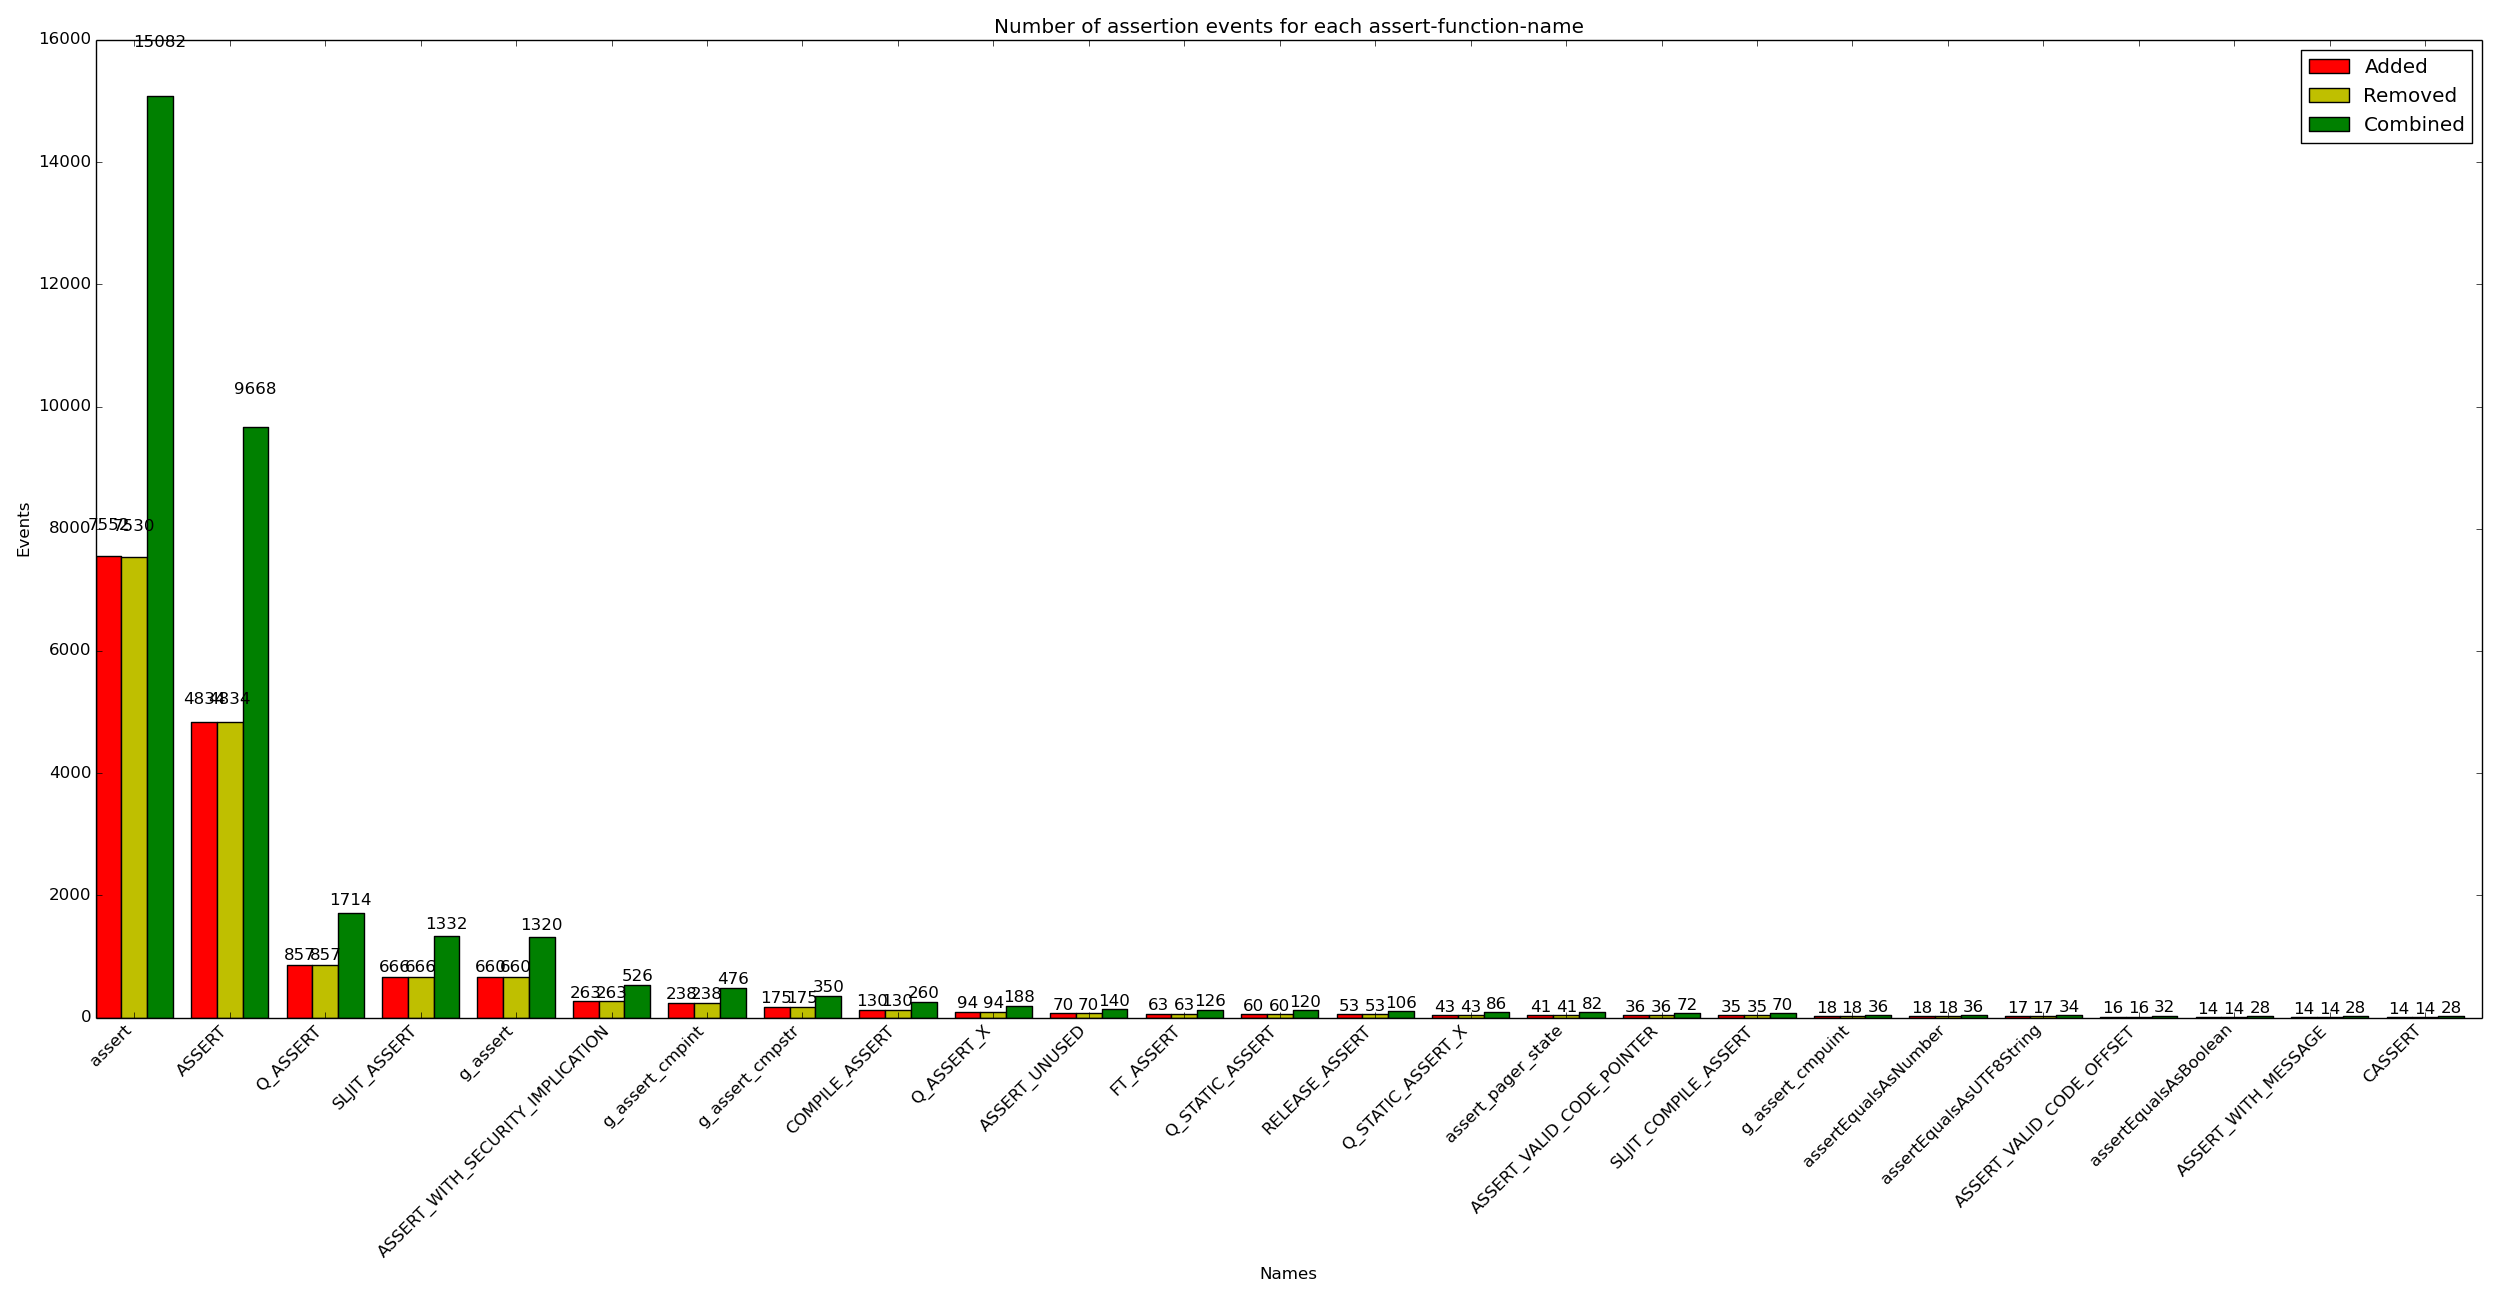 Number of assertion events for each assert-function-name
Added
Removed
Combined
Events
16000
14000
12000
10000
8000
6000
4000
2000
0
7552 7530 15082
4834 4834 9668
857 857 1714
666 666 1332
660 660 1320
263 263 526
238 238 476
175 175 350
130 130 260
94 94 188
70 70 140
63 63 126
60 60 120
53 53 106
43 43 86
41 41 82
36 36 72
35 35 70
18 18 36
18 18 36
17 17 34
16 16 32
14 14 28
14 14 28
14 14 28
assert
ASSERT
Q_ASSERT
SLJIT_ASSERT
g_assert
ASSERT_WITH_SECURITY_IMPLICATION
g_assert_cmpint
g_assert_cmpstr
COMPILE_ASSERT
Q_ASSERT_X
ASSERT_UNUSED
FT_ASSERT
Q_STATIC_ASSERT
RELEASE_ASSERT
Q_STATIC_ASSERT_X
assert_pager_state
ASSERT_VALID_CODE_POINTER
SLJIT_COMPILE_ASSERT
g_assert_cmpuint
assertEqualsAsNumber
assertEqualsAsUTF8String
ASSERT_VALID_CODE_OFFSET
assertEqualsAsBoolean
ASSERT_WITH_MESSAGE
CASSERT
Names